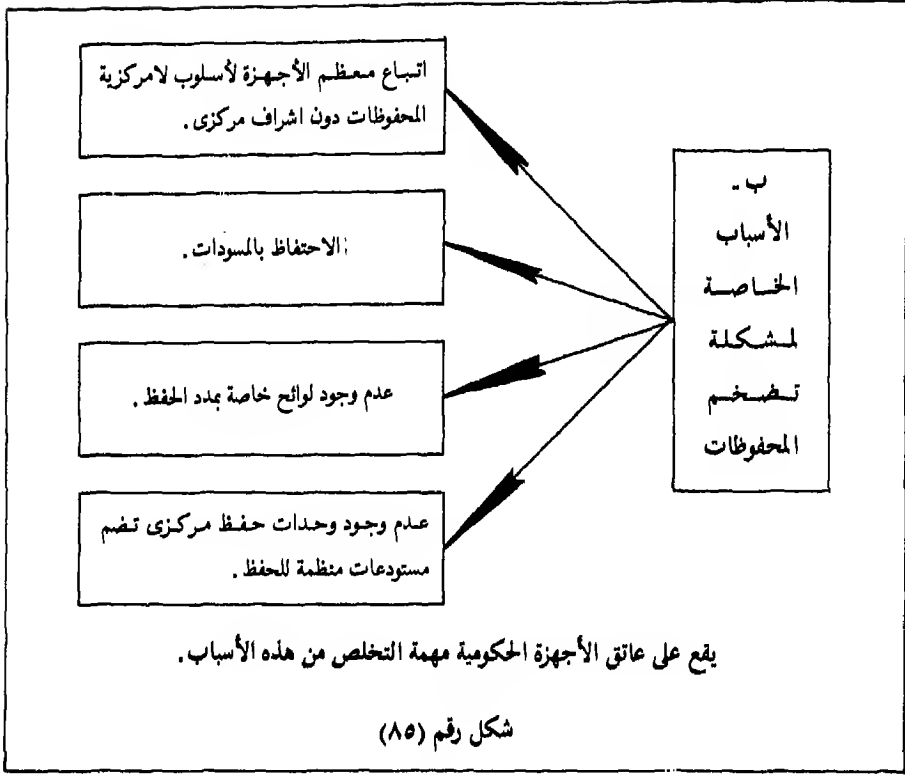 ب -
الأسباب
الخاصة
لمشكلة
تضخم
المحفوظات
اتباع معظم الأجهزة لأسلوب لامركزية
المحفوظات دون اشراف مركزى .
الاحتفاظ بالمسودات .
عدم وجود لوائح خاصة بمدد الحفظ .
عدم وجود وحدات حفظ مركزى تضم
مستودعات منظمة للحفظ .
يقع على عاتق الأجهزة الحكومية مهمة التخلص من هذه الأسباب .
شكل رقم (٨٥)